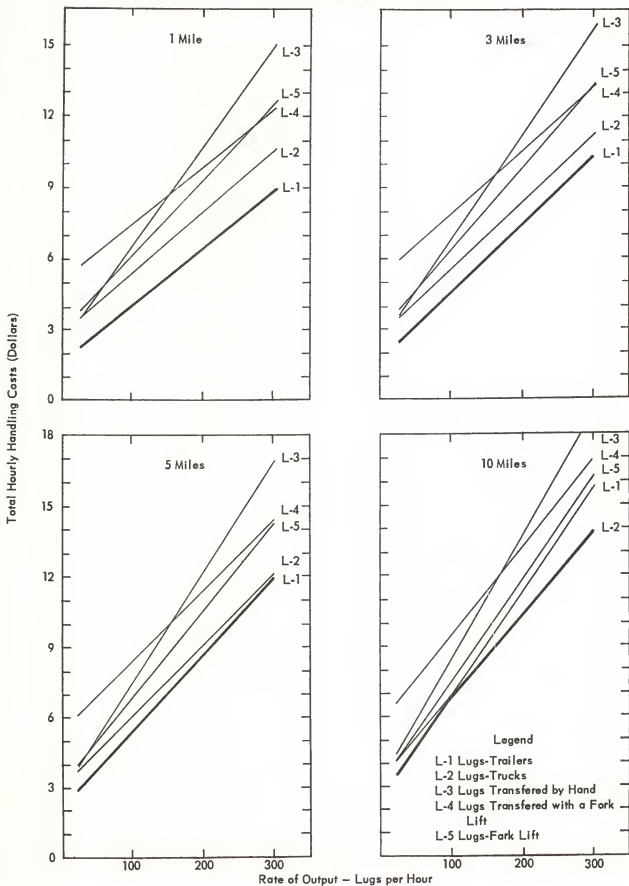 Total Hourly Handling Costs (Dollars)
1 Mile
15
12
9
6
3
0
L-3
L-5
L-4
L-2
L-1
3 Miles
L-3
L-5
L-4
L-2
L-1
5 Miles
18
15
12
9
6
3
0
L-3
L-4
L-5
L-2
L-1
100
200
300
10 Miles
L-3
L-4
L-5
L-1
L-2
Legend
L-1 Lugs-Trailers
L-2 Lugs-Trucks
L-3 Lugs Transfered by Hand
L-4 Lugs Transfered with a Fork
Lift
L-5 Lugs-Fark Lift
100
200
300
Rate of Output – Lugs per Hour